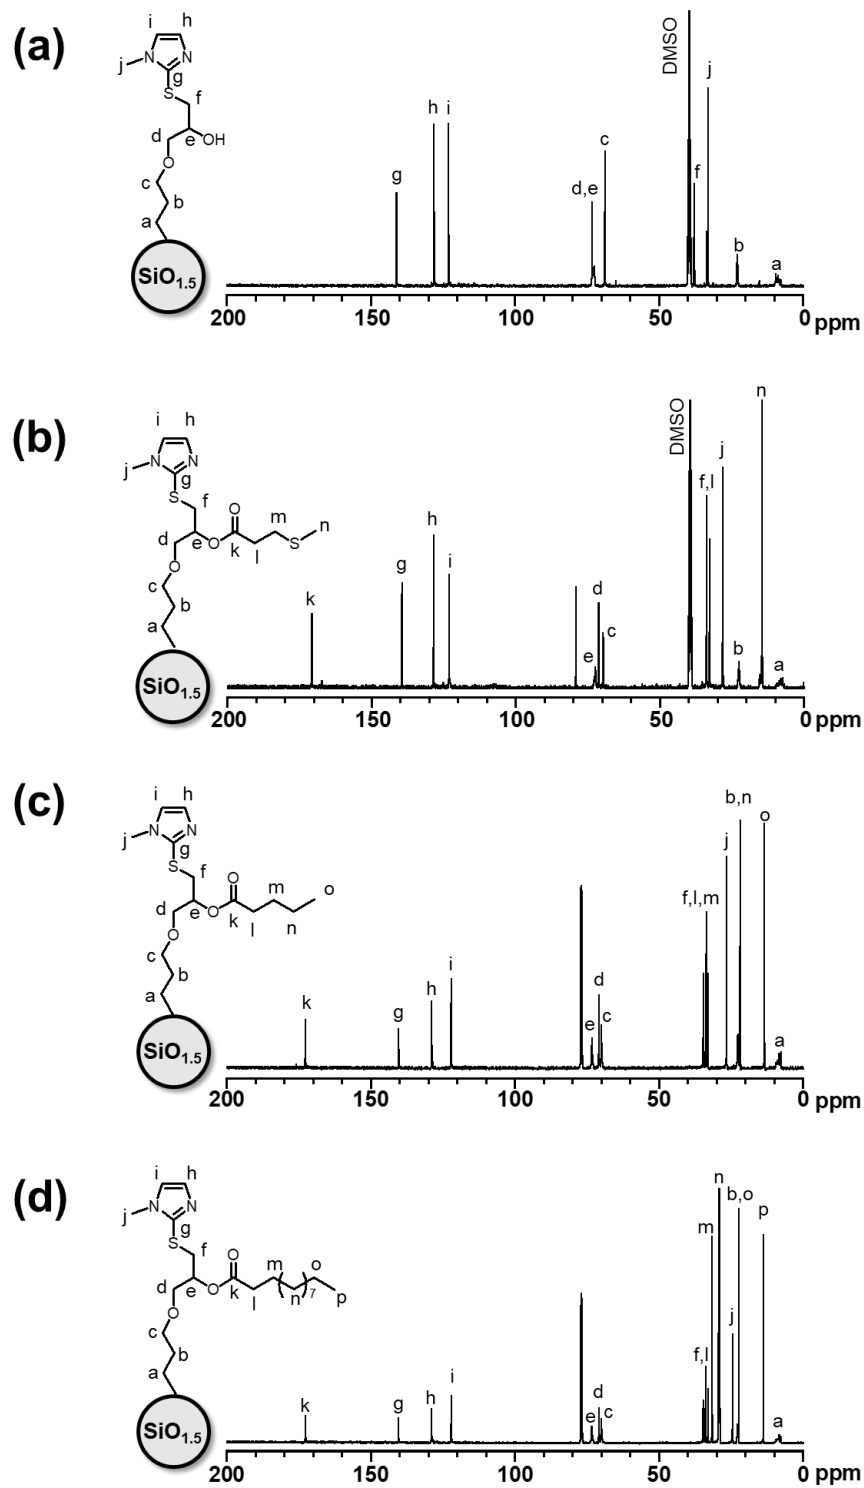 (a)
i h
j N N
g
S f
d e OH
O
c
b
a
SiO1.5
g h i d,e c DMSO f j b a
200 150 100 50 0 ppm
(b)
i h
j N N
g
S f
O m n
d e O k l S
O
c
b
a
SiO1.5
k g h i e d c DMSO f,l j b n a
200 150 100 50 0 ppm
(c)
i h
j N N
g
S f
O m o
d e O k l n
O
c
b
a
SiO1.5
k g h i e d c f,l,m j b,n o a
200 150 100 50 0 ppm
(d)
i h
j N N
g
S f
O m o
d e O k l n 7 p
O
c
b
a
SiO1.5
k g h i e d c f,l m n j b,o p a
200 150 100 50 0 ppm